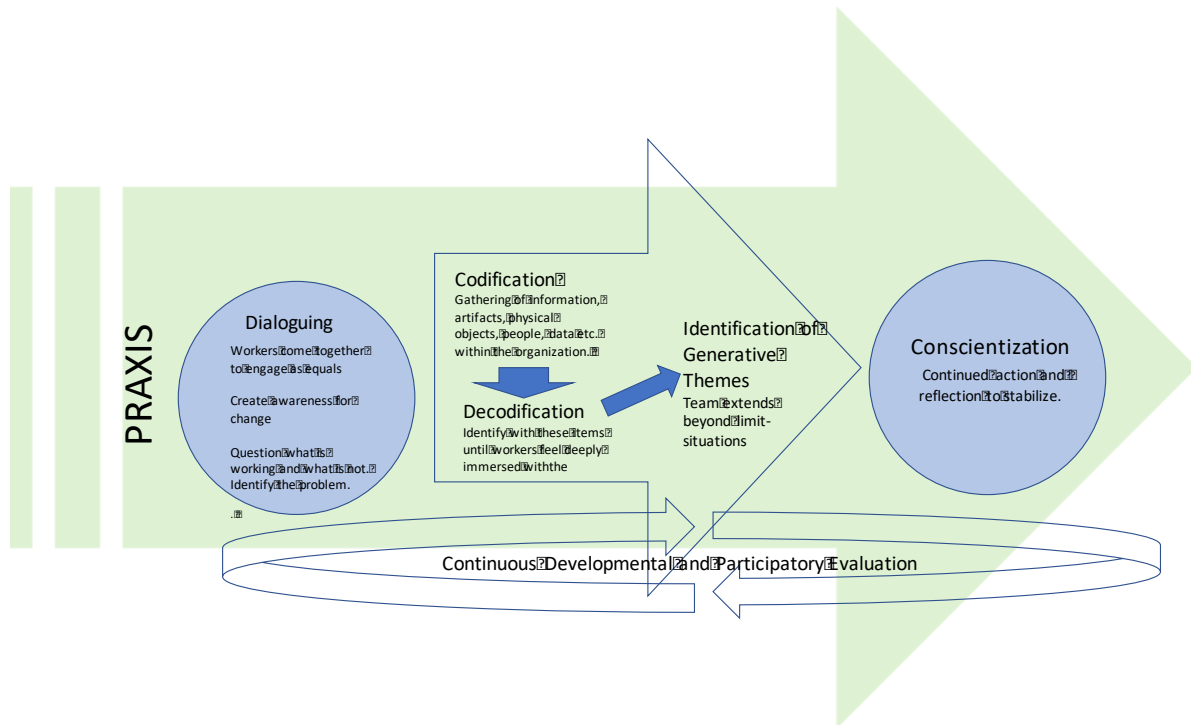 PRAXIS
Dialoguing
Workers come together
to engage as equals
Create awareness for
change
Question what is
working and what is not.
Identify the problem.
.
Codification
Gathering of information,
artifacts, physical
objects, people, data etc.
within the organization.
Decodification
Identify with these items
until workers feel deeply
immersed withthe
Identification of
Generative
Themes
Team extends
beyond limit-
situations
Conscientization
Continued action and
reflection to stabilize.
Continuous Developmental and Participatory Evaluation